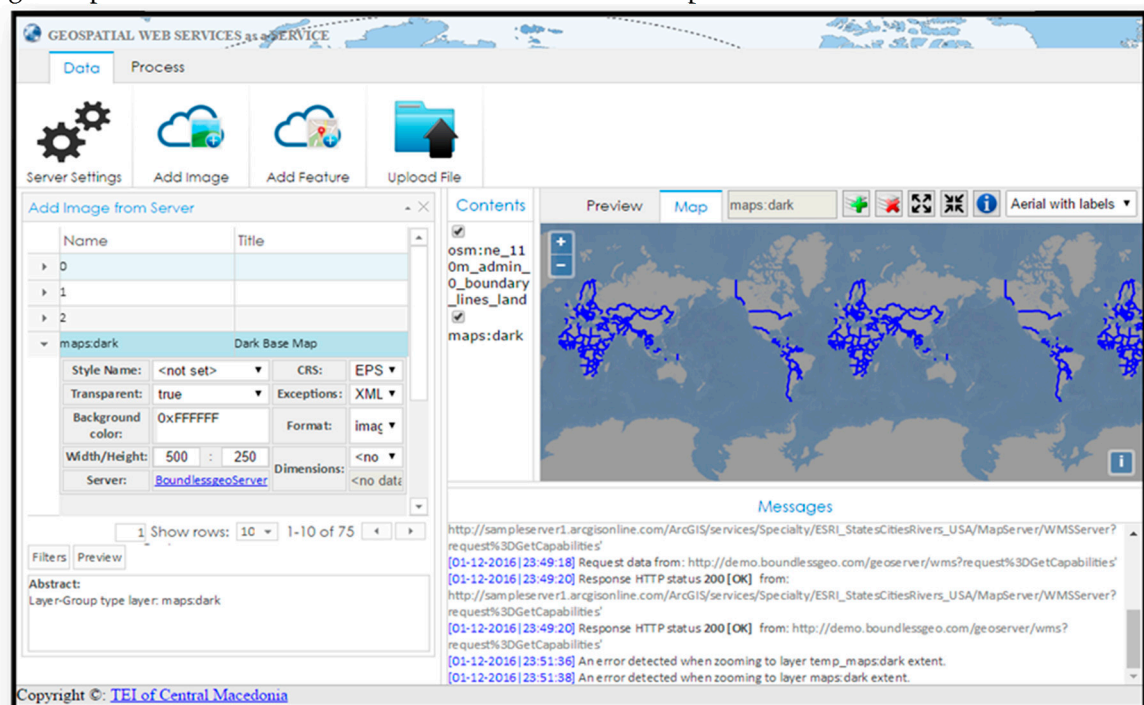 GEOSPATIAL WEB SERVICES as a SERVICE
Data Process
Server Settings Add Image Add Feature Upload File
Add Image from Server
Name Title
0
1
2
maps:dark Dark Base Map
Style Name: <not set> CRS: EPS
Transparent: true Exceptions: XML
Background color: 0xFFFFFF Format: imag
Width/Height: 500 : 250 Dimensions: <no
Server: BoundlessgeoServer <no data
1 Show rows: 10 1-10 of 75
Filters Preview
Abstract:
Layer-Group type layer: maps:dark
Contents
osm:ne_11
0m_admin_
0_boundary
_lines_land
maps:dark
Preview Map maps:dark Aerial with labels
+
−
i
Messages
http://sampleserver1.arcgisonline.com/ArcGIS/services/Specialty/ESRI_StatesCitiesRivers_USA/MapServer/WMSServer?
request%3DGetCapabilities'
[01-12-2016|23:49:18] Request data from: http://demo.boundlessgeo.com/geoserver/wms?request%3DGetCapabilities'
[01-12-2016|23:49:20] Response HTTP status 200 [OK] from:
http://sampleserver1.arcgisonline.com/ArcGIS/services/Specialty/ESRI_StatesCitiesRivers_USA/MapServer/WMSServer?
request%3DGetCapabilities'
[01-12-2016|23:49:20] Response HTTP status 200 [OK] from: http://demo.boundlessgeo.com/geoserver/wms?
request%3DGetCapabilities'
[01-12-2016|23:51:36] An error detected when zooming to layer temp_maps:dark extent.
[01-12-2016|23:51:38] An error detected when zooming to layer maps:dark extent.
Copyright ©: TEI of Central Macedonia